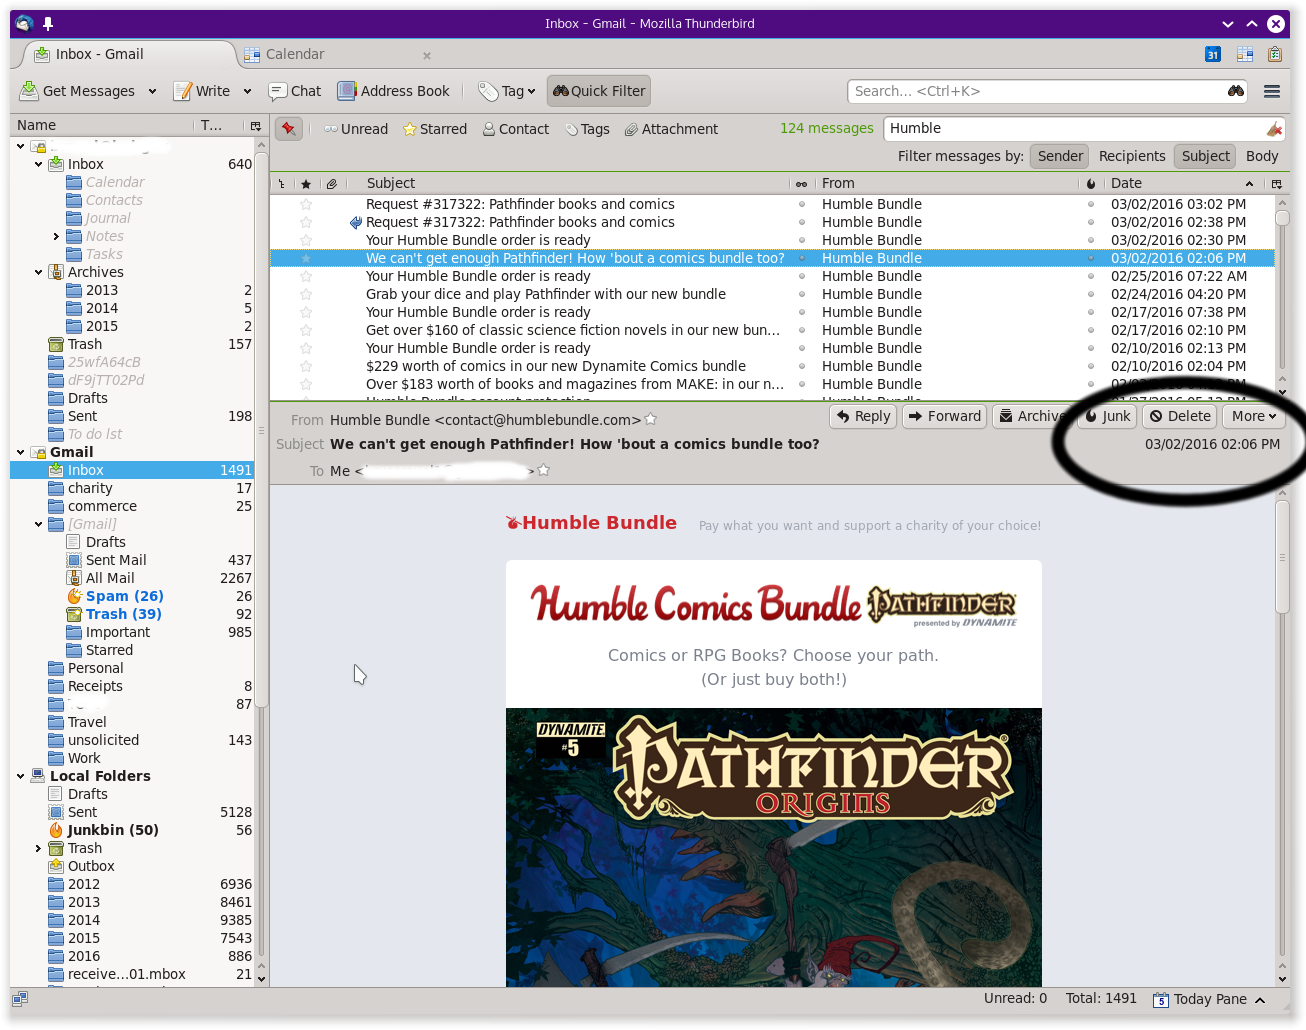 Inbox - Gmail - Mozilla Thunderbird
Inbox - Gmail
Calendar
31
Get Messages
Write
Chat
Address Book
Tag
Quick Filter
Search... <Ctrl+K>
Name T...
Inbox 640
Calendar
Contacts
Journal
Notes
Tasks
Archives
2013 2
2014 5
2015 2
Trash 157
25wfA64cB
dF9jTT02Pd
Drafts
Sent 198
To do lst
Gmail
Inbox 1491
charity 17
commerce 25
[Gmail]
Drafts
Sent Mail 437
All Mail 2267
Spam (26) 26
Trash (39) 92
Important 985
Starred
Personal
Receipts 8
87
Travel
unsolicited 143
Work
Local Folders
Drafts
Sent 5128
Junkbin (50) 56
Trash
Outbox
2012 6936
2013 8461
2014 9385
2015 7543
2016 886
receive...01.mbox 21
Unread Starred Contact Tags Attachment 124 messages Humble
Filter messages by: Sender Recipients Subject Body
Subject From Date
Request #317322: Pathfinder books and comics Humble Bundle 03/02/2016 03:02 PM
Request #317322: Pathfinder books and comics Humble Bundle 03/02/2016 02:38 PM
Your Humble Bundle order is ready Humble Bundle 03/02/2016 02:30 PM
We can't get enough Pathfinder! How 'bout a comics bundle too? Humble Bundle 03/02/2016 02:06 PM
Your Humble Bundle order is ready Humble Bundle 02/25/2016 07:22 AM
Grab your dice and play Pathfinder with our new bundle Humble Bundle 02/24/2016 04:20 PM
Your Humble Bundle order is ready Humble Bundle 02/17/2016 07:38 PM
Get over $160 of classic science fiction novels in our new bun... Humble Bundle 02/17/2016 02:10 PM
Your Humble Bundle order is ready Humble Bundle 02/10/2016 02:13 PM
$229 worth of comics in our new Dynamite Comics bundle Humble Bundle 02/10/2016 02:04 PM
Over $183 worth of books and magazines from MAKE: in our n... Humble Bundle
From Humble Bundle <contact@humblebundle.com> Reply Forward Archive Junk Delete More
Subject We can't get enough Pathfinder! How 'bout a comics bundle too? 03/02/2016 02:06 PM
To Me < >
Humble Bundle Pay what you want and support a charity of your choice!
Humble Comics Bundle PATHFINDER
presented by DYNAMITE
Comics or RPG Books? Choose your path.
(Or just buy both!)
DYNAMITE
#5
PATHFINDER
ORIGINS
Unread: 0 Total: 1491 5 Today Pane